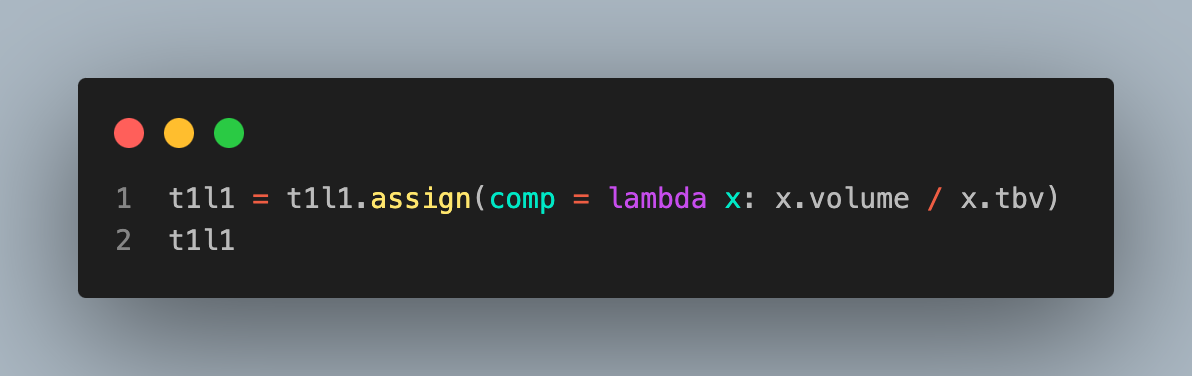 1 t1l1 = t1l1.assign(comp = lambda x: x.volume / x.tbv)
2 t1l1